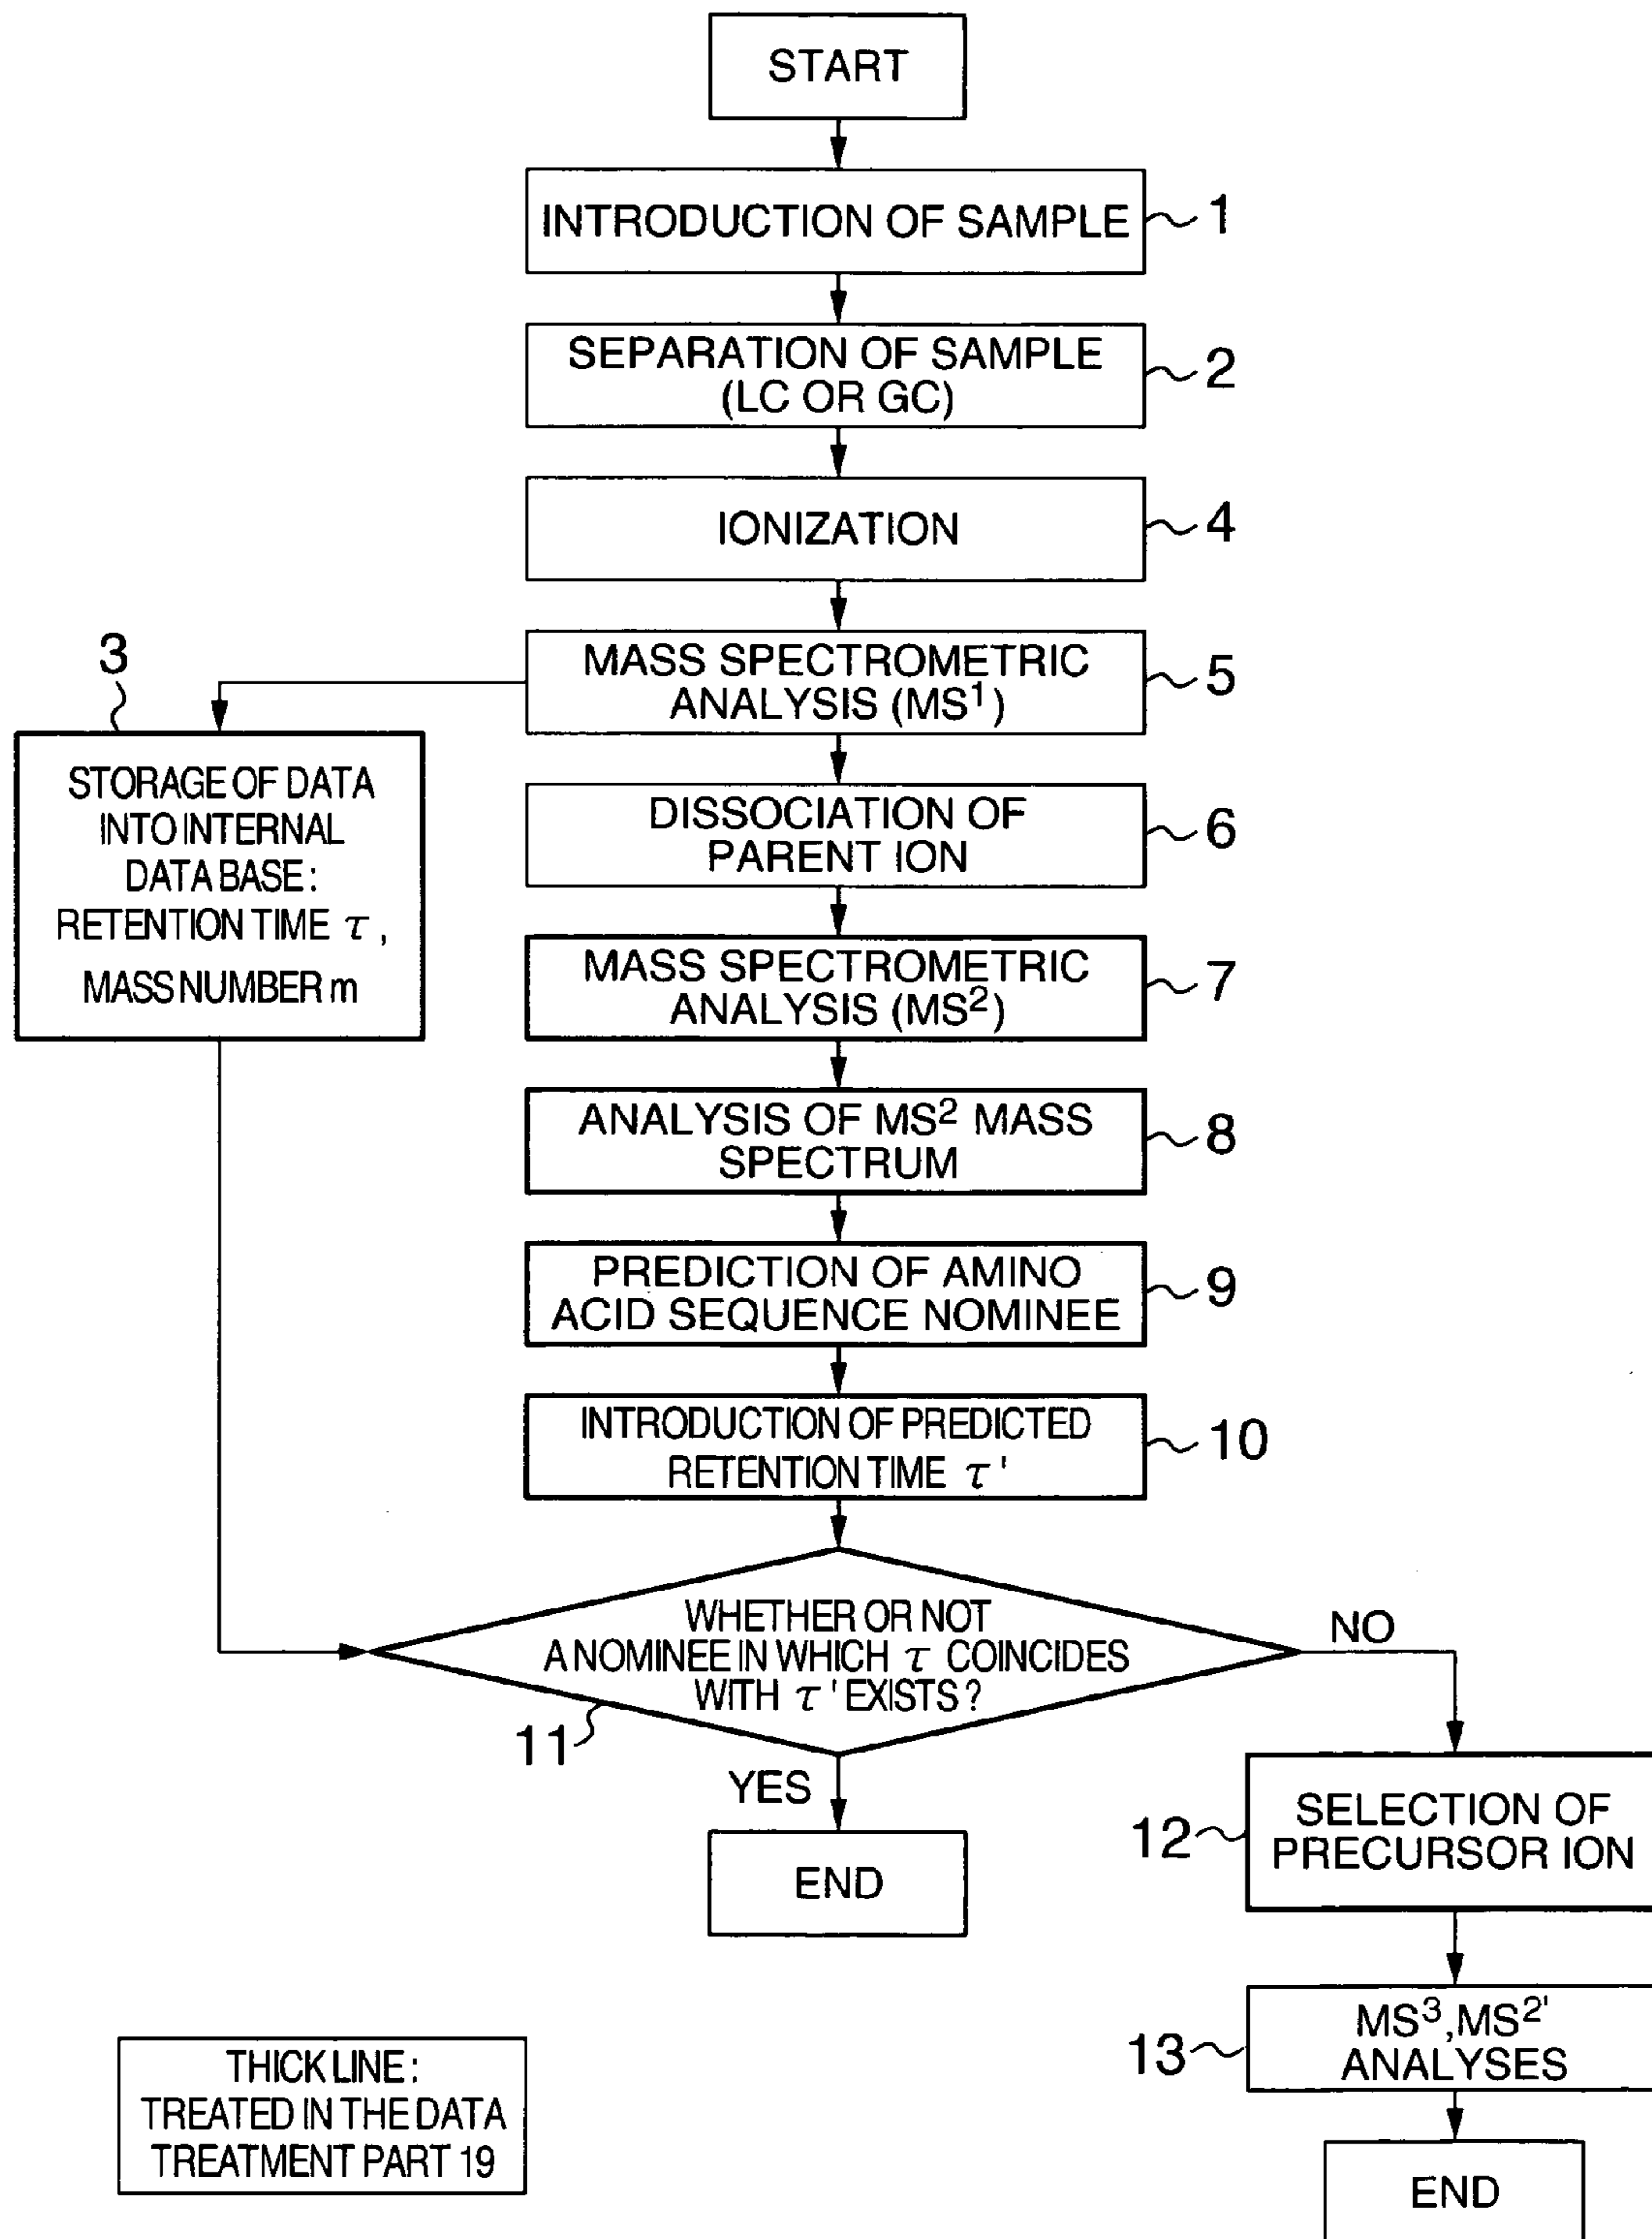 START
INTRODUCTION OF SAMPLE
1
SEPARATION OF SAMPLE
(LC OR GC)
2
IONIZATION
4
MASS SPECTROMETRIC
ANALYSIS (MS¹)
5
3
STORAGE OF DATA
INTO INTERNAL
DATA BASE:
RETENTION TIME τ,
MASS NUMBER m
DISSOCIATION OF
PARENT ION
6
MASS SPECTROMETRIC
ANALYSIS (MS²)
7
ANALYSIS OF MS² MASS
SPECTRUM
8
PREDICTION OF AMINO
ACID SEQUENCE NOMINEE
9
INTRODUCTION OF PREDICTED
RETENTION TIME τ'
10
WHETHER OR NOT
A NOMINEE IN WHICH τ COINCIDES
WITH τ' EXISTS?
11
NO
YES
END
12
SELECTION OF
PRECURSOR ION
13
MS³,MS²'
ANALYSES
END
THICK LINE:
TREATED IN THE DATA
TREATMENT PART 19